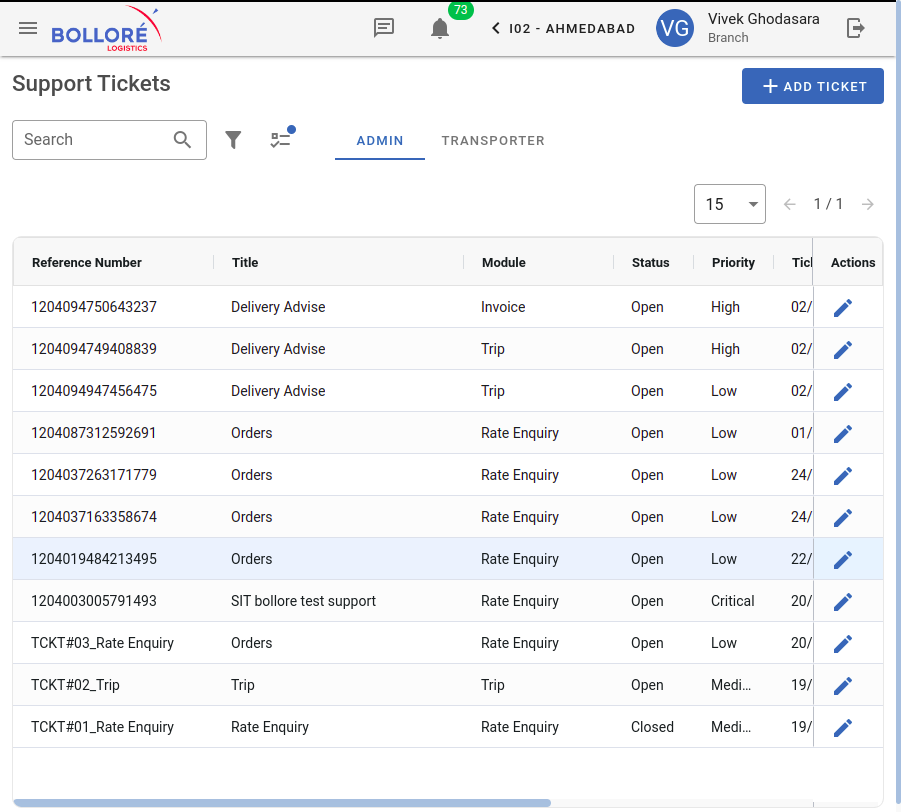 BOLLORÉ
LOGISTICS
73
I02 - AHMEDABAD
VG
Vivek Ghodasara
Branch
Support Tickets
ADD TICKET
Search
ADMIN
TRANSPORTER
15
1 / 1
Reference Number Title Module Status Priority Actions
1204094750643237 Delivery Advise Invoice Open High 02/
1204094749408839 Delivery Advise Trip Open High 02/
1204094947456475 Delivery Advise Trip Open Low 02/
1204087312592691 Orders Rate Enquiry Open Low 01/
1204037263171779 Orders Rate Enquiry Open Low 24/
1204037163358674 Orders Rate Enquiry Open Low 24/
1204019484213495 Orders Rate Enquiry Open Low 22/
1204003005791493 SIT bollore test support Rate Enquiry Open Critical 20/
TCKT#03_Rate Enquiry Orders Rate Enquiry Open Low 20/
TCKT#02_Trip Trip Trip Open Medi... 19/
TCKT#01_Rate Enquiry Rate Enquiry Rate Enquiry Closed Medi... 19/